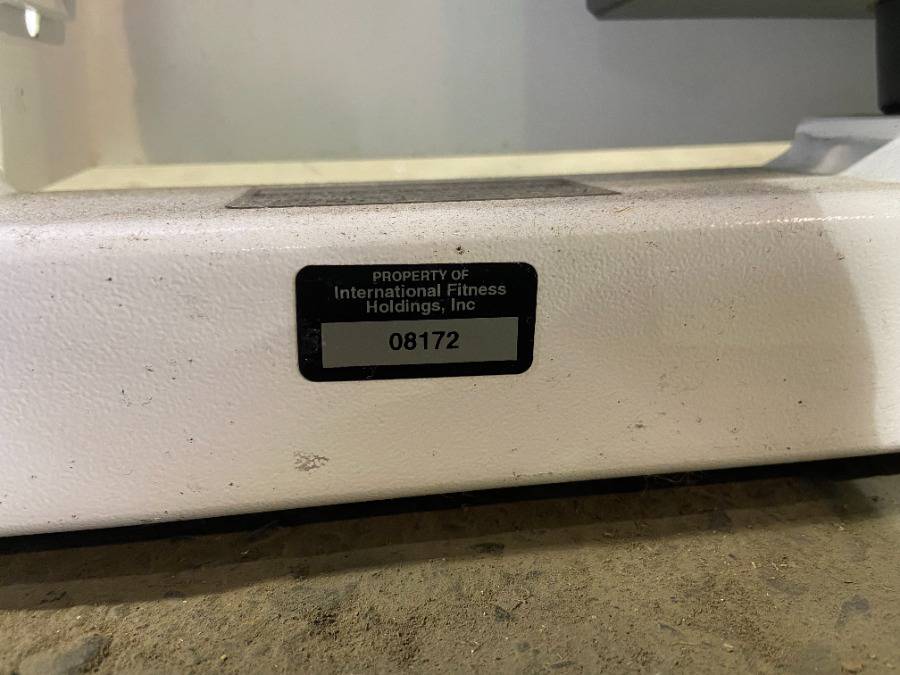 PROPERTY OF
International Fitness
Holdings, Inc
08172